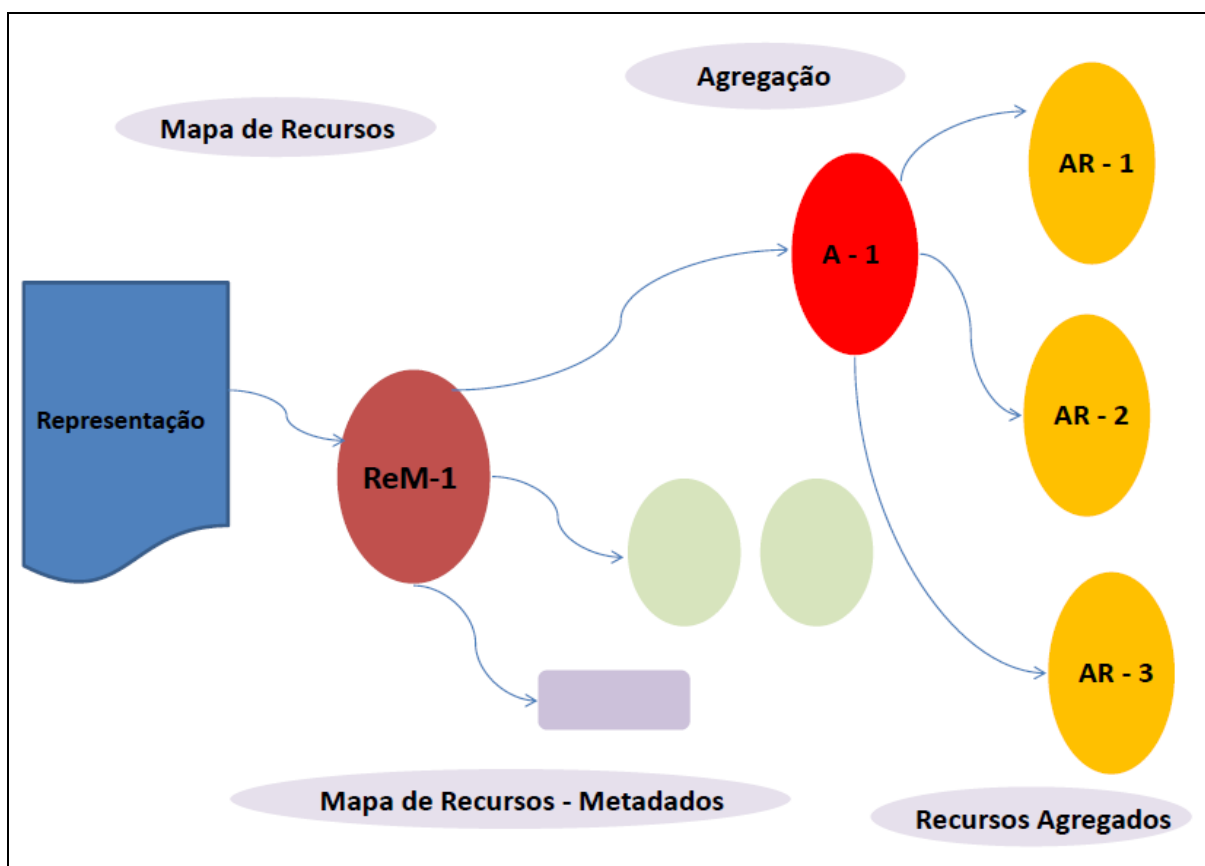 Agregação
Mapa de Recursos
AR - 1
A - 1
Representação
AR - 2
ReM-1
AR - 3
Mapa de Recursos - Metadados
Recursos Agregados